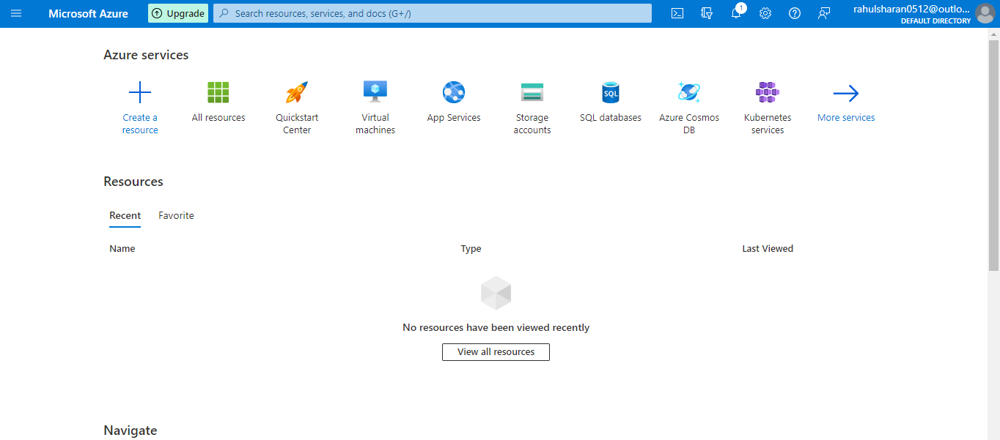 Microsoft Azure
Upgrade
Search resources, services, and docs (G+/)
1
rahulsharan0512@outlo...
DEFAULT DIRECTORY
Azure services
Create a
resource
All resources
Quickstart
Center
Virtual
machines
App Services
Storage
accounts
SQL
SQL databases
Azure Cosmos
DB
Kubernetes
services
More services
Resources
Recent
Favorite
Name
Type
Last Viewed
No resources have been viewed recently
View all resources
Navigate